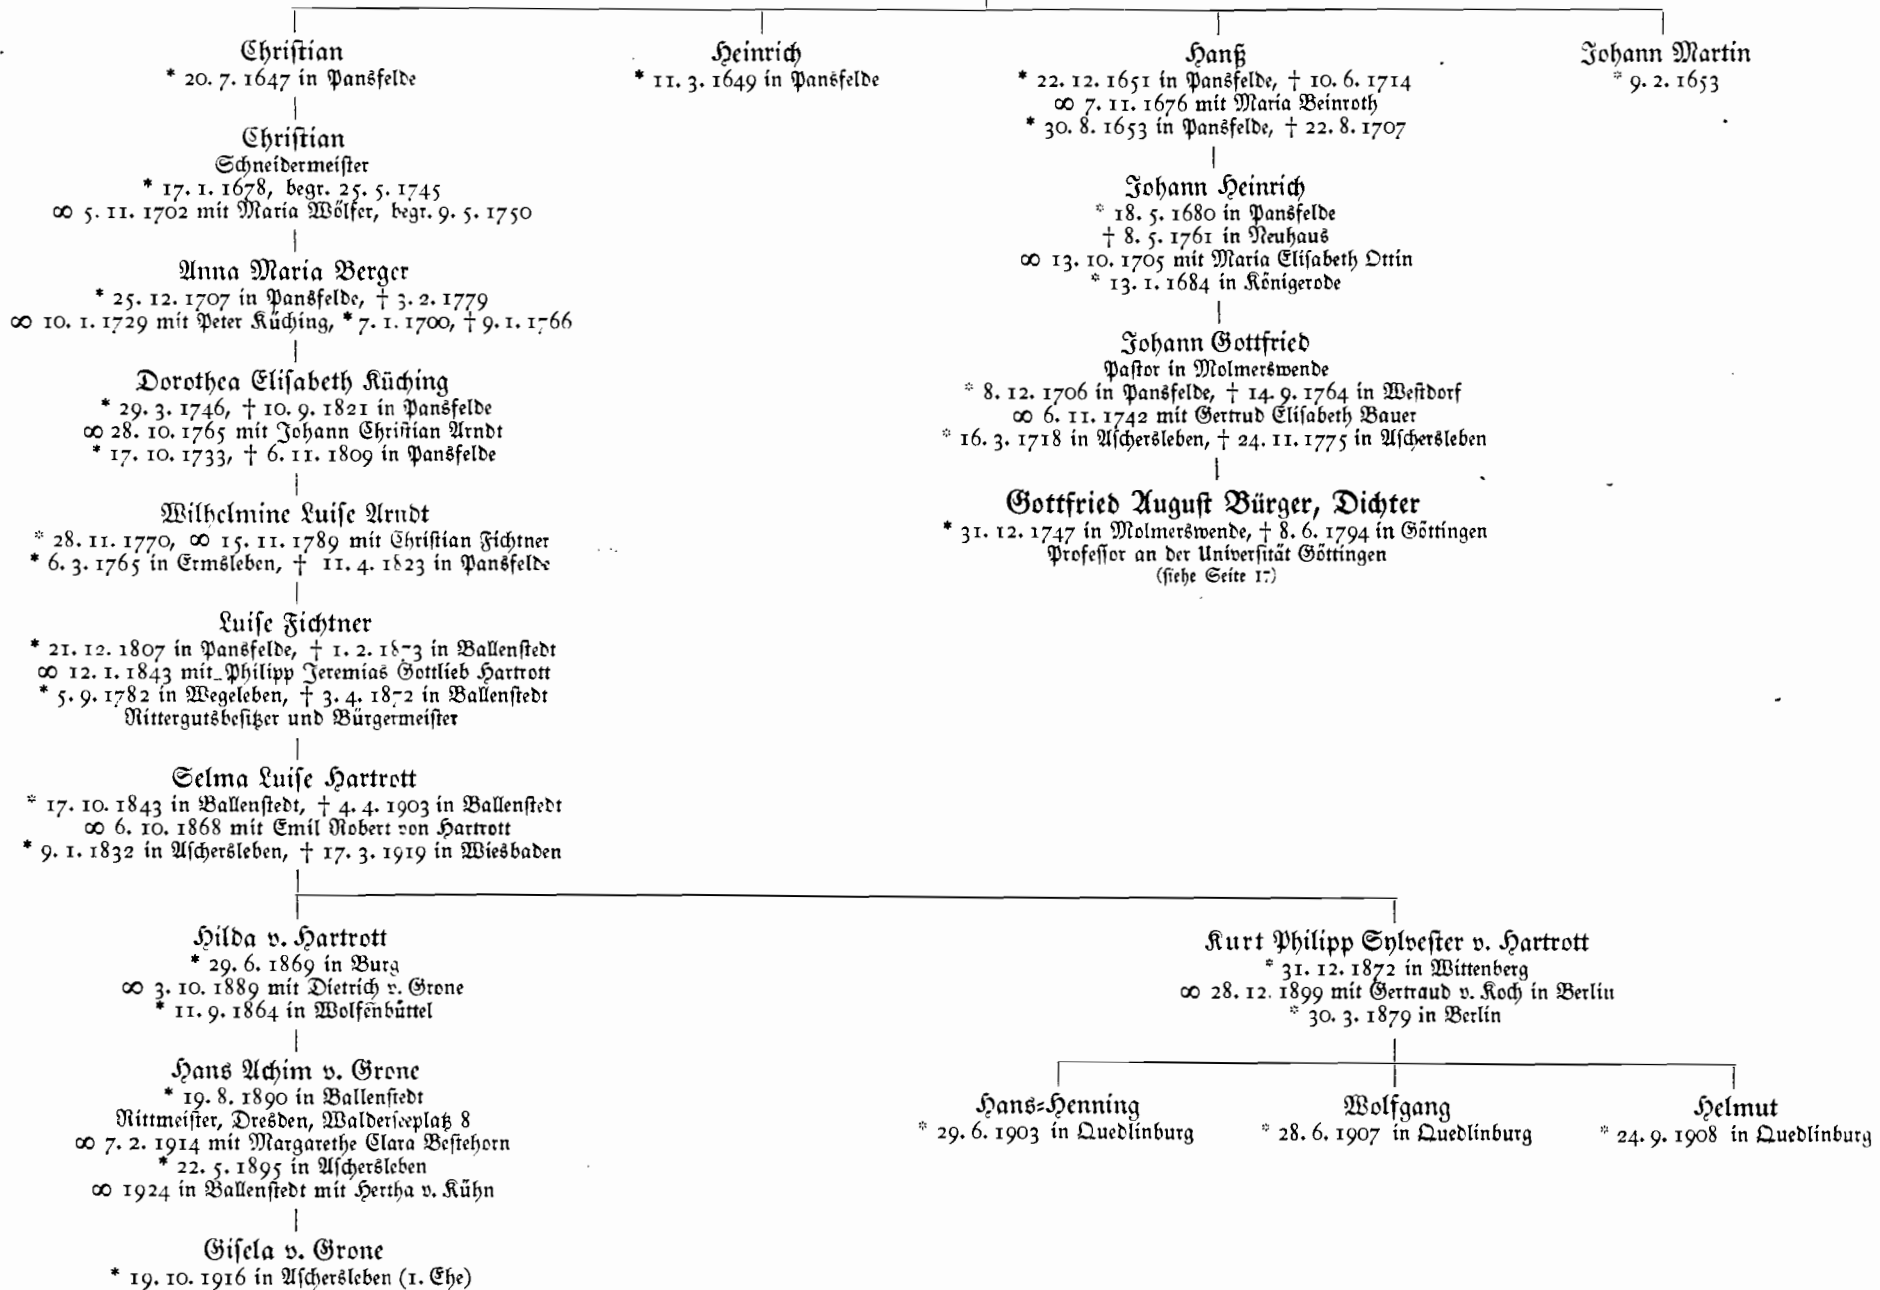 Christian
* 20. 7. 1647 in Pansfelde
Heinrich
* 11. 3. 1649 in Pansfelde
Hanß
* 22. 12. 1651 in Pansfelde, † 10. 6. 1714
∞ 7. 11. 1676 mit Maria Beinroth
* 30. 8. 1653 in Pansfelde, † 22. 8. 1707
Johann Martin
* 9. 2. 1653
Christian
Schneidermeister
* 17. 1. 1678, begr. 25. 5. 1745
∞ 5. 11. 1702 mit Maria Wölfer, begr. 9. 5. 1750
Anna Maria Berger
* 25. 12. 1707 in Pansfelde, † 3. 2. 1779
∞ 10. 1. 1729 mit Peter Küching, * 7. 1. 1700, † 9. 1. 1766
Dorothea Elisabeth Küching
* 29. 3. 1746, † 10. 9. 1821 in Pansfelde
∞ 28. 10. 1765 mit Johann Christian Arndt
* 17. 10. 1733, † 6. 11. 1809 in Pansfelde
Wilhelmine Luise Arndt
* 28. 11. 1770, ∞ 15. 11. 1789 mit Christian Fichtner
* 6. 3. 1765 in Ermsleben, † 11. 4. 1823 in Pansfelde
Luise Fichtner
* 21. 12. 1807 in Pansfelde, † 1. 2. 1873 in Ballenstedt
∞ 12. 1. 1843 mit Philipp Jeremias Gottlieb Hartrott
* 5. 9. 1782 in Wegeleben, † 3. 4. 1872 in Ballenstedt
Rittergutsbesitzer und Bürgermeister
Selma Luise Hartrott
* 17. 10. 1843 in Ballenstedt, † 4. 4. 1903 in Ballenstedt
∞ 6. 10. 1868 mit Emil Robert von Hartrott
* 9. 1. 1832 in Aschersleben, † 17. 3. 1919 in Wiesbaden
Johann Heinrich
* 18. 5. 1680 in Pansfelde
† 8. 5. 1761 in Neuhaus
∞ 13. 10. 1705 mit Maria Elisabeth Ottin
* 13. 1. 1684 in Königerode
Johann Gottfried
Pastor in Molmerswende
* 8. 12. 1706 in Pansfelde, † 14. 9. 1764 in Westdorf
∞ 6. 11. 1742 mit Gertrud Elisabeth Bauer
* 16. 3. 1718 in Aschersleben, † 24. 11. 1775 in Aschersleben
Gottfried August Bürger, Dichter
* 31. 12. 1747 in Molmerswende, † 8. 6. 1794 in Göttingen
Professor an der Universität Göttingen
(siehe Seite 17)
Hilda v. Hartrott
* 29. 6. 1869 in Burg
∞ 3. 10. 1889 mit Dietrich v. Grone
* 11. 9. 1864 in Wolfenbüttel
Hans Achim v. Grone
* 19. 8. 1890 in Ballenstedt
Rittmeister, Dresden, Walderseeplatz 8
∞ 7. 2. 1914 mit Margarethe Clara Bestehorn
* 22. 5. 1895 in Aschersleben
∞ 1924 in Ballenstedt mit Hertha v. Kühn
Gisela v. Grone
* 19. 10. 1916 in Aschersleben (1. Ehe)
Kurt Philipp Sylvester v. Hartrott
* 31. 12. 1872 in Wittenberg
∞ 28. 12. 1899 mit Gertraud v. Koch in Berlin
* 30. 3. 1879 in Berlin
Hans-Henning
* 29. 6. 1903 in Quedlinburg
Wolfgang
* 28. 6. 1907 in Quedlinburg
Helmut
* 24. 9. 1908 in Quedlinburg